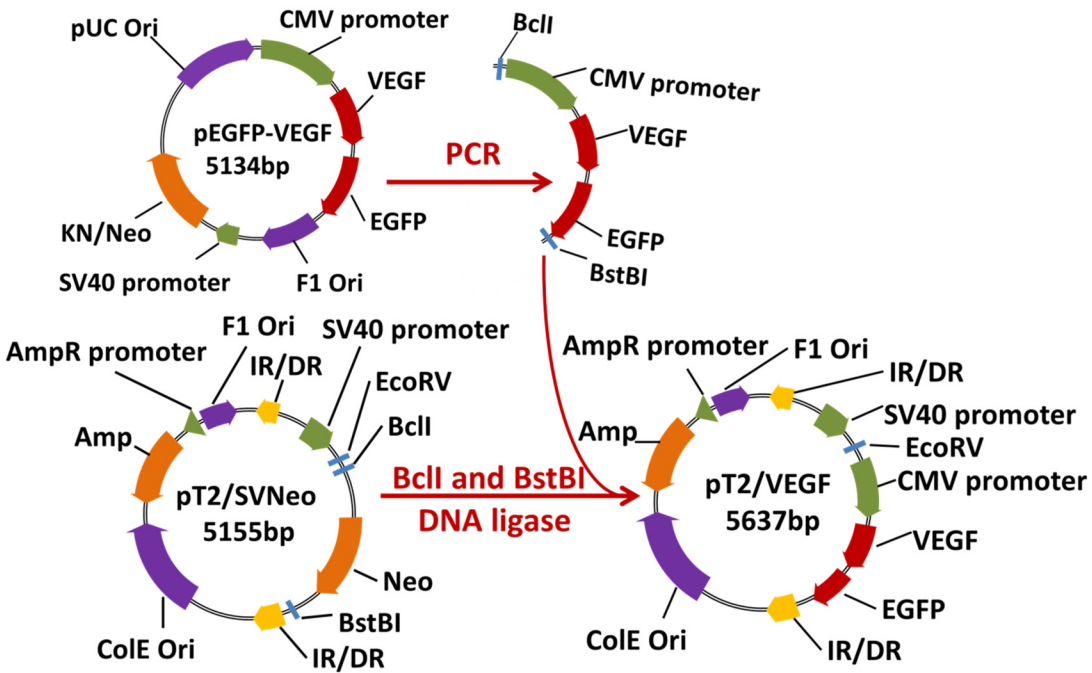 pUC Ori
CMV promoter
VEGF
pEGFP-VEGF
5134bp
EGFP
KN/Neo
SV40 promoter
F1 Ori
PCR
BclI
CMV promoter
VEGF
EGFP
BstBI
F1 Ori
SV40 promoter
AmpR promoter
IR/DR
EcoRV
BclI
Amp
pT2/SVNeo
5155bp
Neo
BstBI
ColE Ori
IR/DR
BclI and BstBI
DNA ligase
AmpR promoter
F1 Ori
IR/DR
SV40 promoter
EcoRV
Amp
CMV promoter
pT2/VEGF
5637bp
VEGF
EGFP
ColE Ori
IR/DR